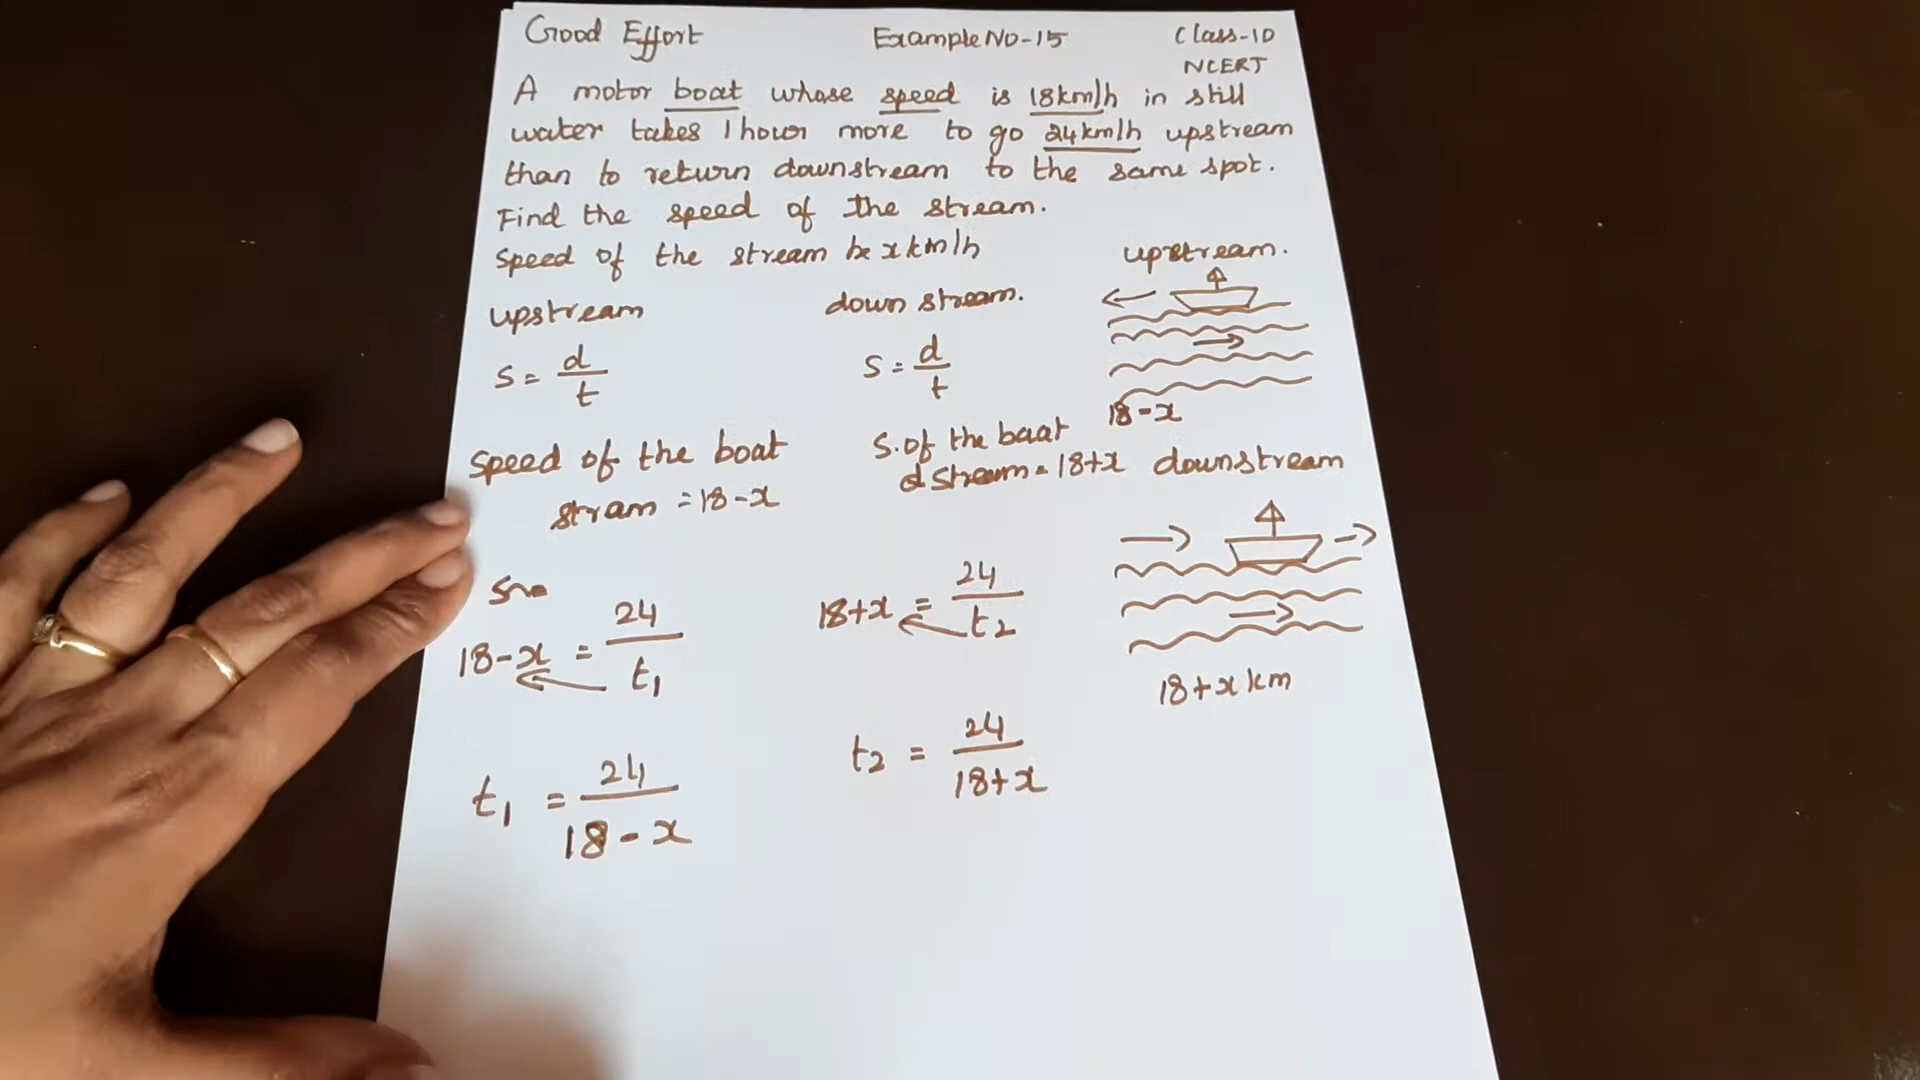 Good Effort Example No-15 Class-10
NCERT
A motor boat whose speed is 18km/h in still
water takes 1hour more to go 24km/h upstream
than to return downstream to the same spot.
Find the speed of the stream.
Speed of the stream be x km/h
upstream.
upstream
down stream.
S = d/t
S = d/t
18-x
Speed of the boat
stram = 18-x
S. of the boat
d stream = 18+x
downstream
18-x = 24/t1
18+x = 24/t2
18+x km
t1 = 24/18-x
t2 = 24/18+x